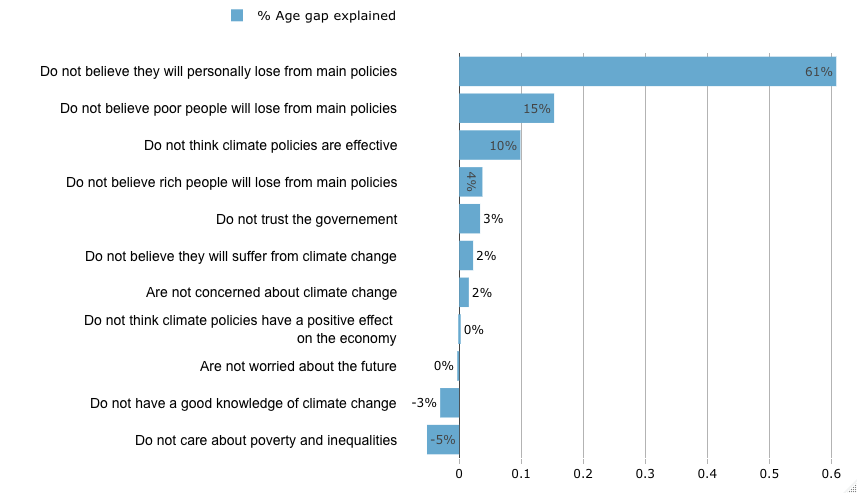 % Age gap explained
Do not believe they will personally lose from main policies 61%
Do not believe poor people will lose from main policies 15%
Do not think climate policies are effective 10%
Do not believe rich people will lose from main policies 4%
Do not trust the governement 3%
Do not believe they will suffer from climate change 2%
Are not concerned about climate change 2%
Do not think climate policies have a positive effect
on the economy 0%
Are not worried about the future 0%
Do not have a good knowledge of climate change -3%
Do not care about poverty and inequalities -5%
0 0.1 0.2 0.3 0.4 0.5 0.6